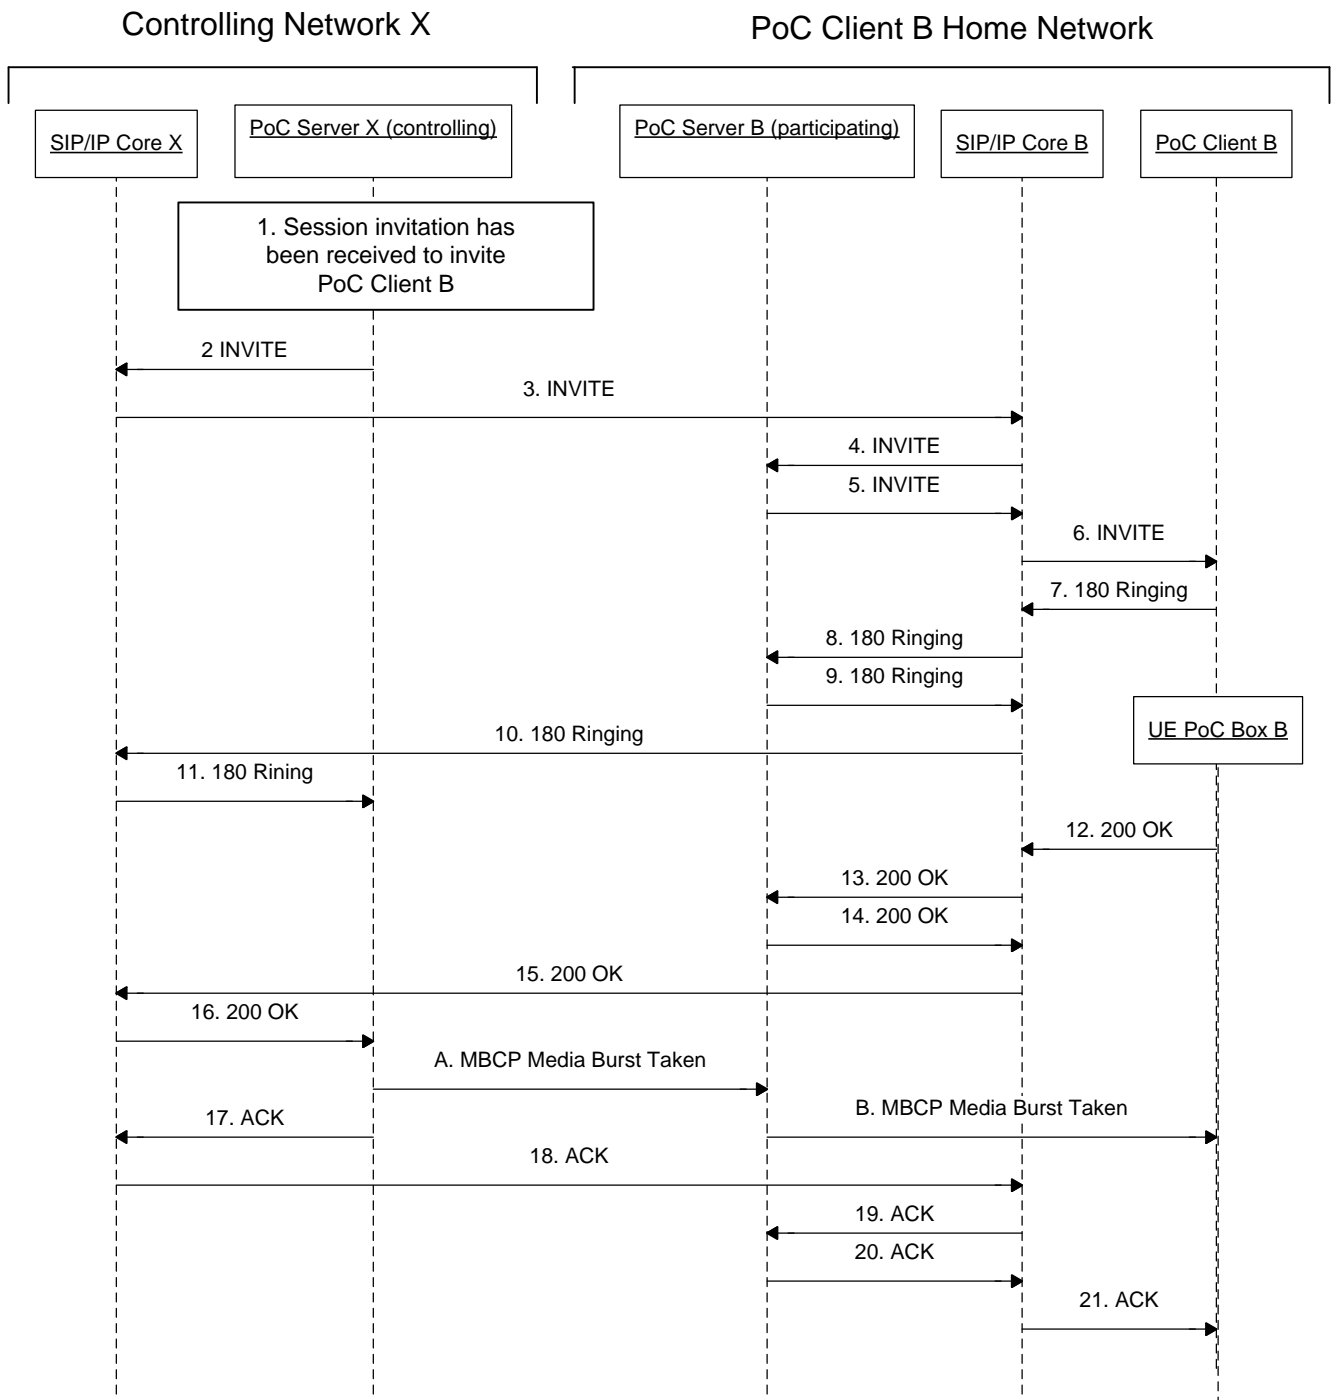 Controlling Network X
PoC Client B Home Network
SIP/IP Core X
PoC Server X (controlling)
PoC Server B (participating)
SIP/IP Core B
PoC Client B
1. Session invitation has
been received to invite
PoC Client B
2 INVITE
3. INVITE
4. INVITE
5. INVITE
6. INVITE
7. 180 Ringing
8. 180 Ringing
9. 180 Ringing
UE PoC Box B
10. 180 Ringing
11. 180 Rining
12. 200 OK
13. 200 OK
14. 200 OK
15. 200 OK
16. 200 OK
A. MBCP Media Burst Taken
B. MBCP Media Burst Taken
17. ACK
18. ACK
19. ACK
20. ACK
21. ACK